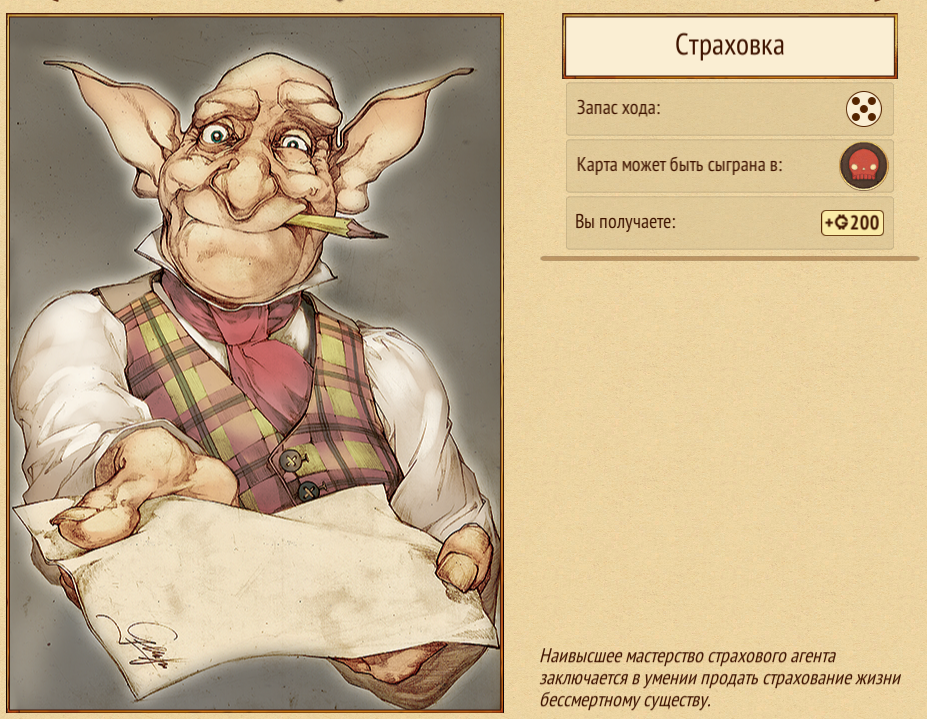 Страховка
Запас хода:
Карта может быть сыграна в:
Вы получаете:
+200
Наивысшее мастерство страхового агента
заключается в умении продать страхование жизни
бессмертному существу.